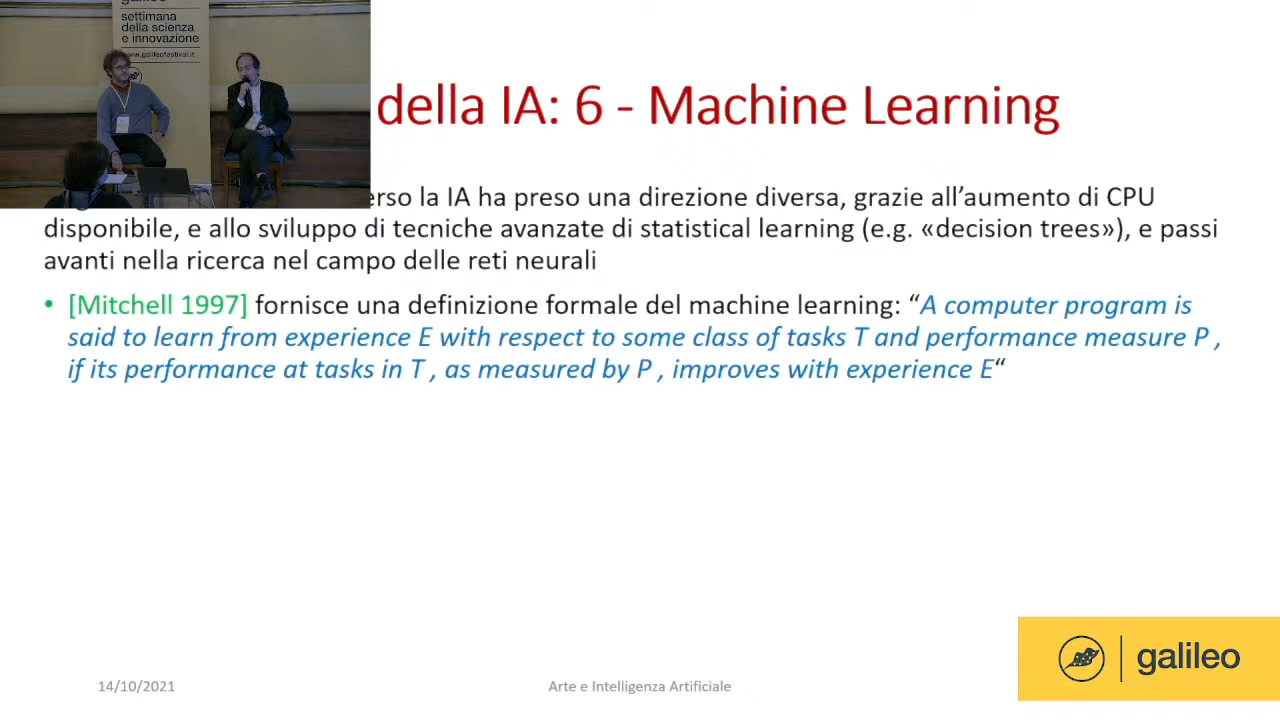 galileo
settimana
della scienza
e innovazione
www.galileofestival.it
della IA: 6 - Machine Learning
erso la IA ha preso una direzione diversa, grazie all’aumento di CPU
disponibile, e allo sviluppo di tecniche avanzate di statistical learning (e.g. «decision trees»), e passi
avanti nella ricerca nel campo delle reti neurali
• [Mitchell 1997] fornisce una definizione formale del machine learning: “A computer program is
said to learn from experience E with respect to some class of tasks T and performance measure P ,
if its performance at tasks in T , as measured by P , improves with experience E“
14/10/2021
Arte e Intelligenza Artificiale
galileo